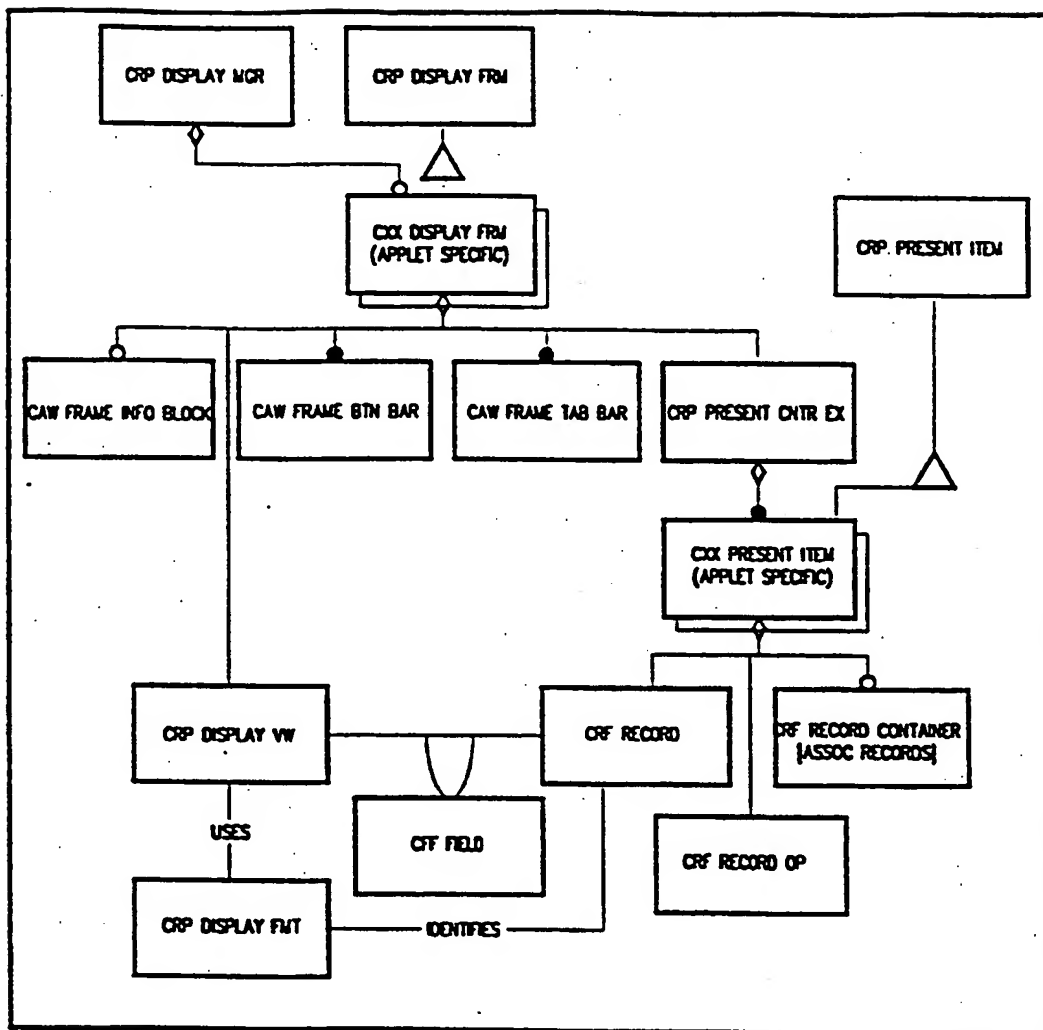 CRP DISPLAY MGR
CRP DISPLAY FRM
CXX DISPLAY FRM
(APPLET SPECIFIC)
CRP. PRESENT ITEM
CAW FRAME INFO BLOCK
CAW FRAME BTN BAR
CAW FRAME TAB BAR
CRP PRESENT CNTR EX
CXX PRESENT ITEM
(APPLET SPECIFIC)
CRP DISPLAY VW
CRF RECORD
CRF RECORD CONTAINER
[ASSOC RECORDS]
USES
CFF FIELD
CRF RECORD OP
CRP DISPLAY FMT
IDENTIFIES